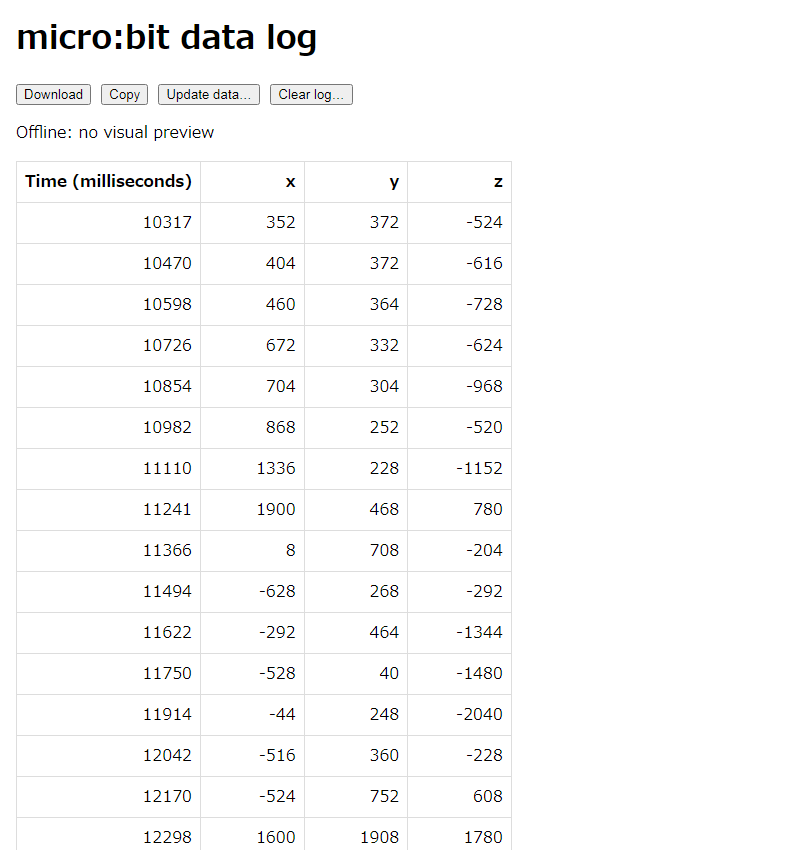 micro:bit data log
Download Copy Update data... Clear log...
Offline: no visual preview
Time (milliseconds) x y z
10317 352 372 -524
10470 404 372 -616
10598 460 364 -728
10726 672 332 -624
10854 704 304 -968
10982 868 252 -520
11110 1336 228 -1152
11241 1900 468 780
11366 8 708 -204
11494 -628 268 -292
11622 -292 464 -1344
11750 -528 40 -1480
11914 -44 248 -2040
12042 -516 360 -228
12170 -524 752 608
12298 1600 1908 1780